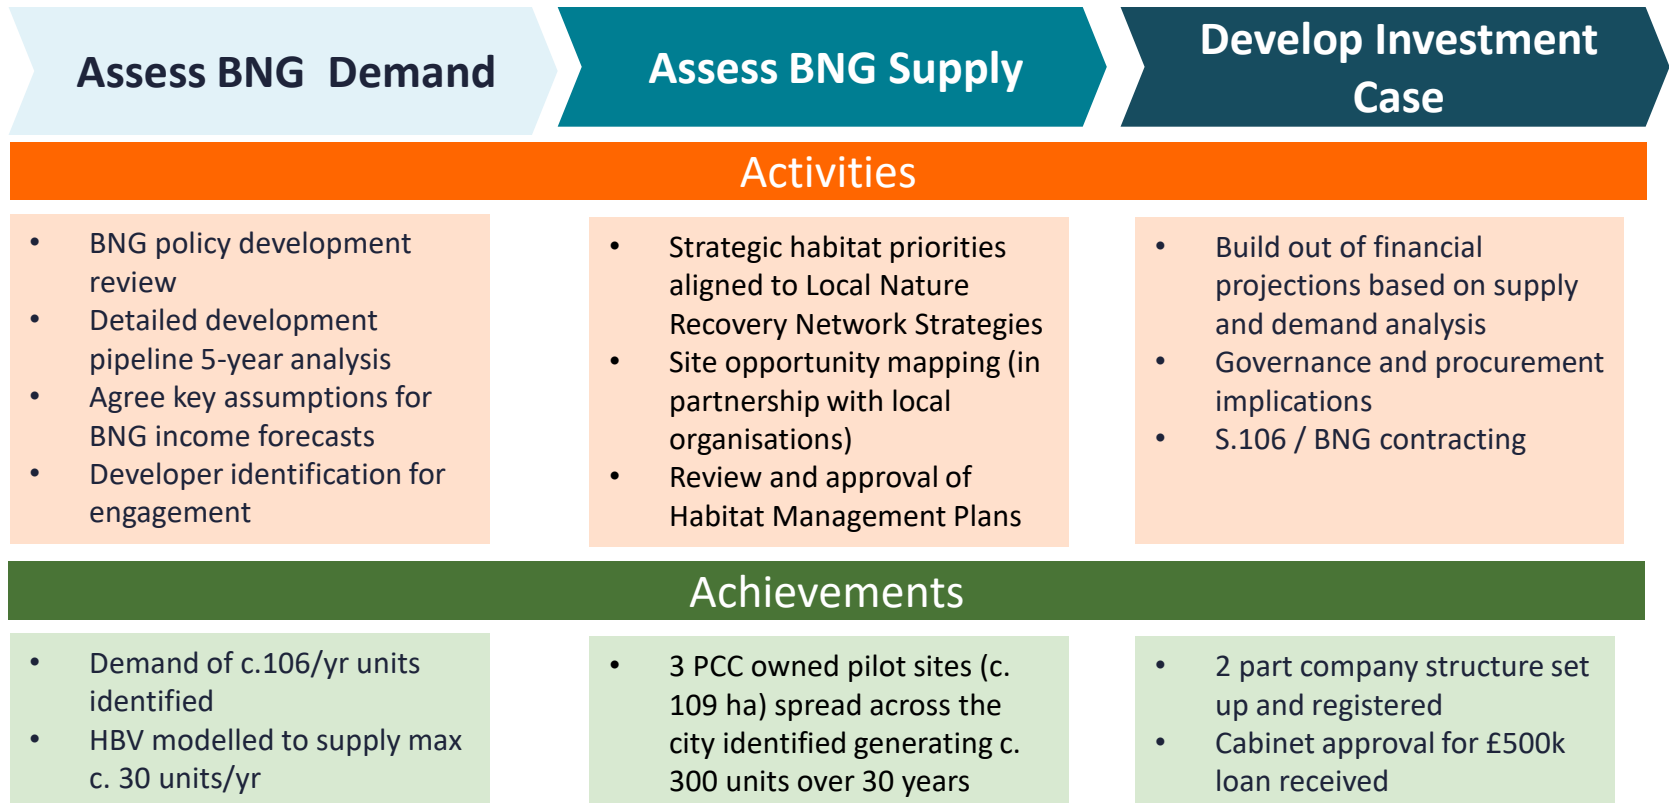 Assess BNG Demand
Assess BNG Supply
Develop Investment
Case
Activities
• BNG policy development
review
• Detailed development
pipeline 5-year analysis
• Agree key assumptions for
BNG income forecasts
• Developer identification for
engagement
• Strategic habitat priorities
aligned to Local Nature
Recovery Network Strategies
• Site opportunity mapping (in
partnership with local
organisations)
• Review and approval of
Habitat Management Plans
• Build out of financial
projections based on supply
and demand analysis
• Governance and procurement
implications
• S.106 / BNG contracting
Achievements
• Demand of c.106/yr units
identified
• HBV modelled to supply max
c. 30 units/yr
• 3 PCC owned pilot sites (c.
109 ha) spread across the
city identified generating c.
300 units over 30 years
• 2 part company structure set
up and registered
• Cabinet approval for £500k
loan received